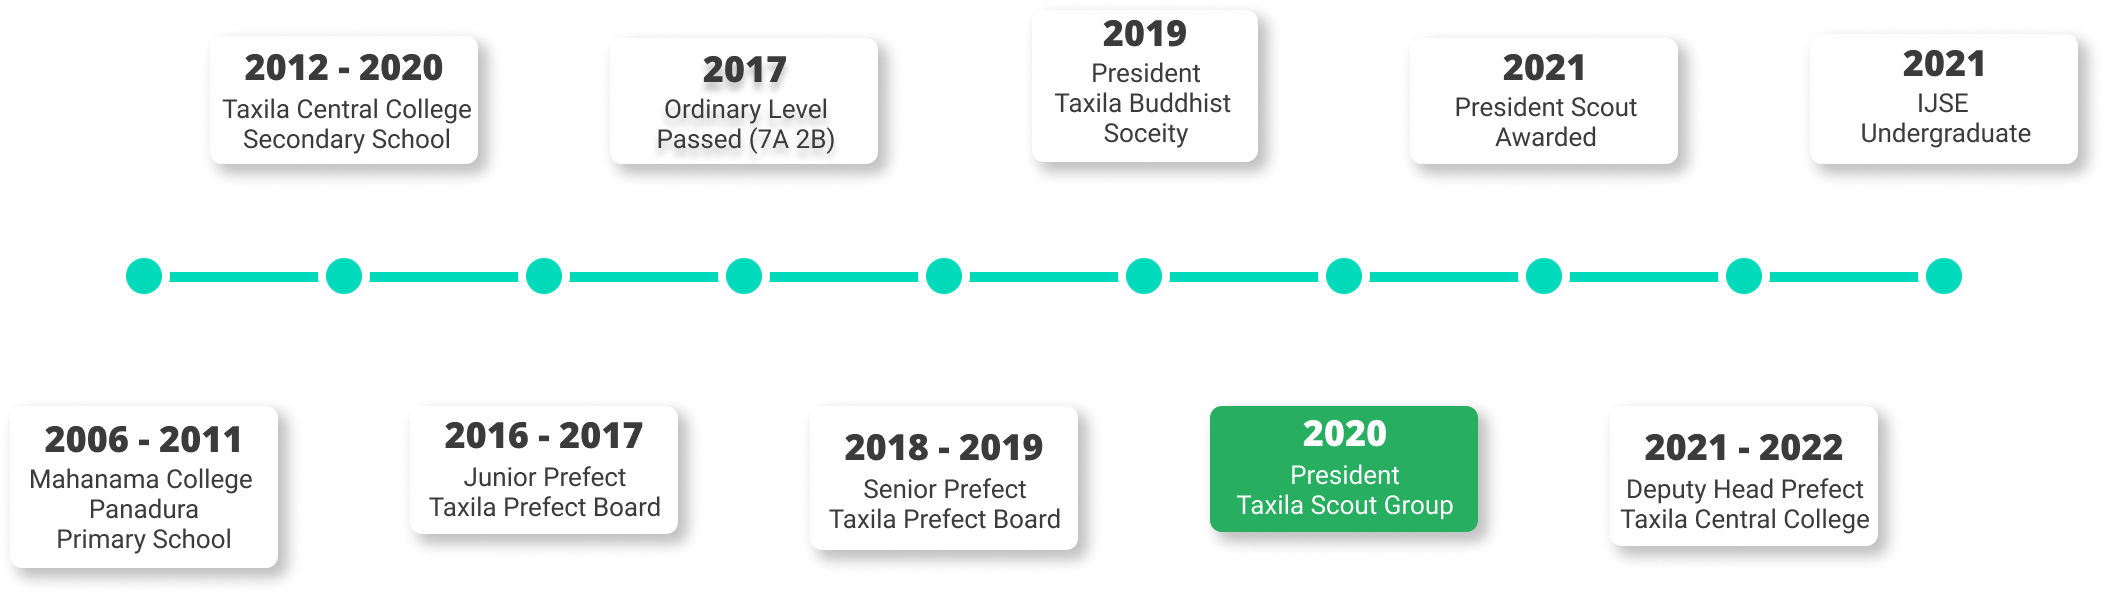 2012 - 2020
Taxila Central College
Secondary School
2017
Ordinary Level
Passed (7A 2B)
2019
President
Taxila Buddhist
Soceity
2021
President Scout
Awarded
2021
IJSE
Undergraduate
2006 - 2011
Mahanama College
Panadura
Primary School
2016 - 2017
Junior Prefect
Taxila Prefect Board
2018 - 2019
Senior Prefect
Taxila Prefect Board
2020
President
Taxila Scout Group
2021 - 2022
Deputy Head Prefect
Taxila Central College